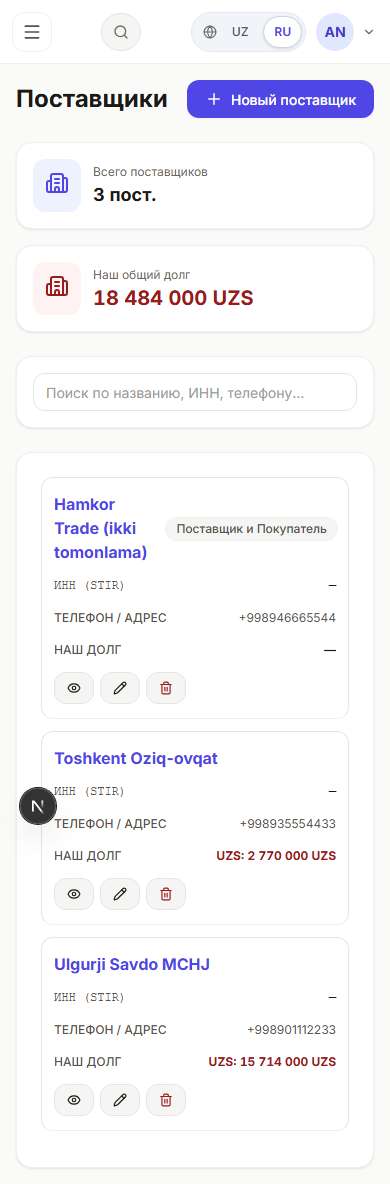 UZ
RU
AN
Поставщики
Новый поставщик
Всего поставщиков
3 пост.
Наш общий долг
18 484 000 UZS
Поиск по названию, ИНН, телефону...
Hamkor
Trade (ikki
tomonlama)
Поставщик и Покупатель
ИНН (STIR)
—
ТЕЛЕФОН / АДРЕС
+998946665544
НАШ ДОЛГ
—
Toshkent Oziq-ovqat
ИНН (STIR)
—
ТЕЛЕФОН / АДРЕС
+998935554433
НАШ ДОЛГ
UZS: 2 770 000 UZS
N
Ulgurji Savdo MCHJ
ИНН (STIR)
—
ТЕЛЕФОН / АДРЕС
+998901112233
НАШ ДОЛГ
UZS: 15 714 000 UZS